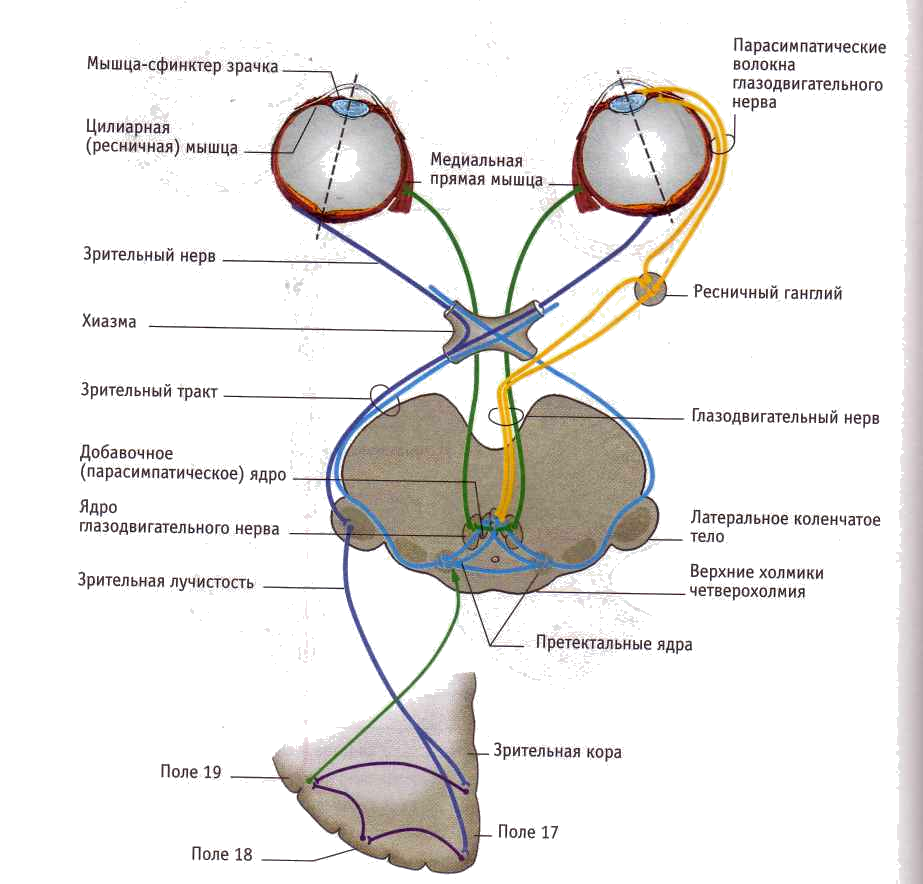 Мышца-сфинктер зрачка
Цилиарная
(ресничная) мышца
Парасимпатические
волокна
глазодвигательного
нерва
Медиальная
прямая мышца
Зрительный нерв
Ресничный ганглий
Хиазма
Зрительный тракт
Глазодвигательный нерв
Добавочное
(парасимпатическое) ядро
Ядро
глазодвигательного нерва
Латеральное коленчатое
тело
Зрительная лучистость
Верхние холмики
четверохолмия
Претектальные ядра
Зрительная кора
Поле 19
Поле 17
Поле 18